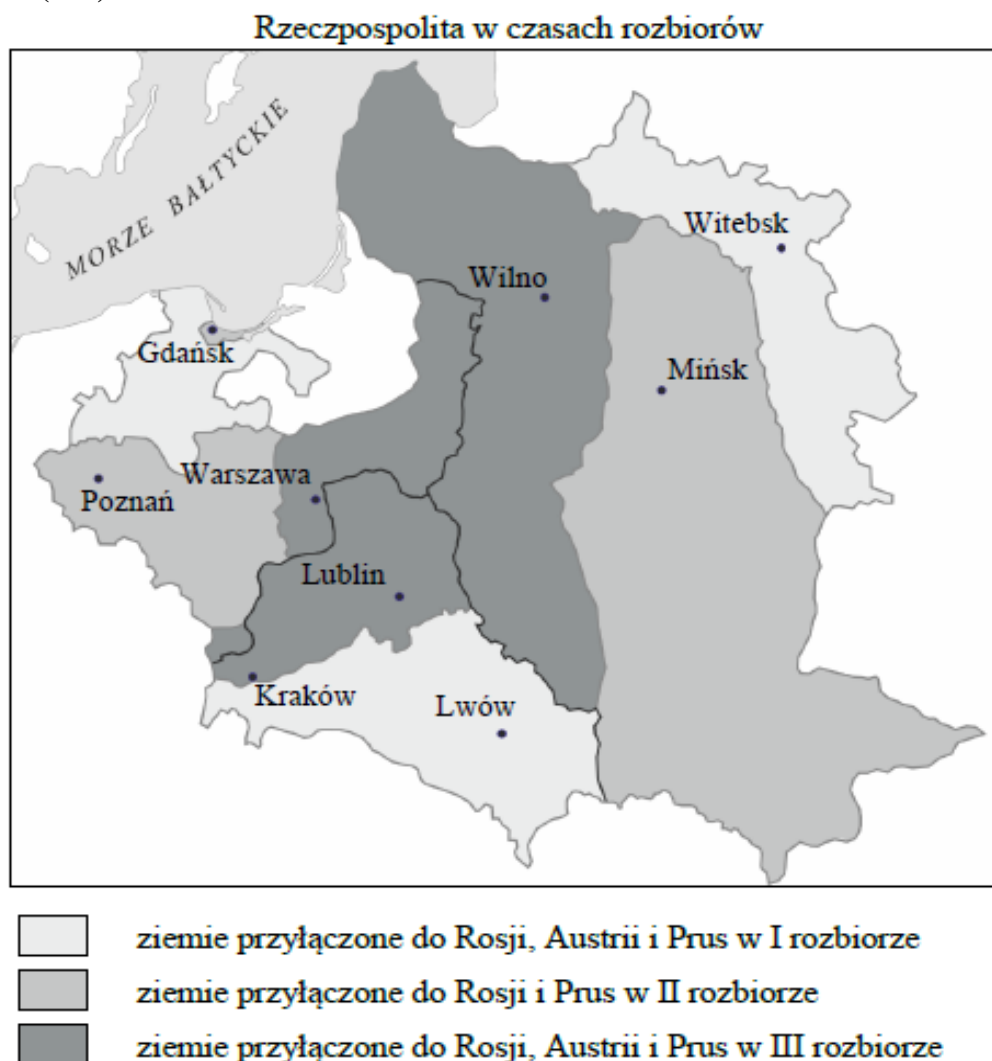 Rzeczpospolita w czasach rozbiorów
MORZE BAŁTYCKIE
Witebsk
Wilno
Gdańsk
Mińsk
Warszawa
Poznań
Lublin
Kraków
Lwów
ziemie przyłączone do Rosji, Austrii i Prus w I rozbiorze
ziemie przyłączone do Rosji i Prus w II rozbiorze
ziemie przyłączone do Rosji, Austrii i Prus w III rozbiorze